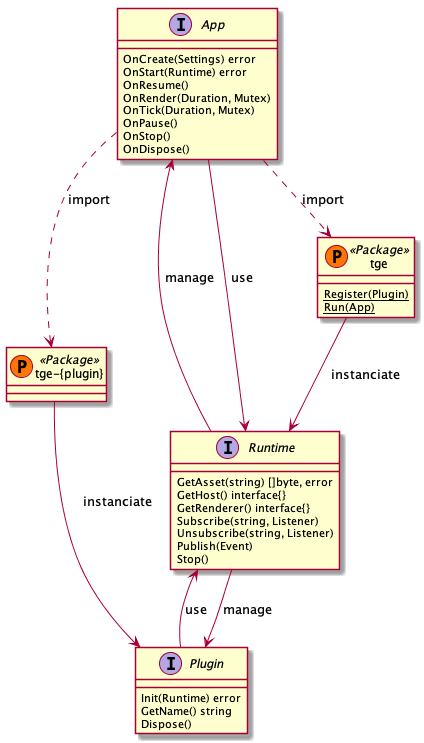 I App
OnCreate(Settings) error
OnStart(Runtime) error
OnResume()
OnRender(Duration, Mutex)
OnTick(Duration, Mutex)
OnPause()
OnStop()
OnDispose()
import
import
manage
use
P «Package»
tge
Register(Plugin)
Run(App)
P «Package»
tge-{plugin}
instanciate
I Runtime
GetAsset(string) []byte, error
GetHost() interface{}
GetRenderer() interface{}
Subscribe(string, Listener)
Unsubscribe(string, Listener)
Publish(Event)
Stop()
instanciate
use
manage
I Plugin
Init(Runtime) error
GetName() string
Dispose()